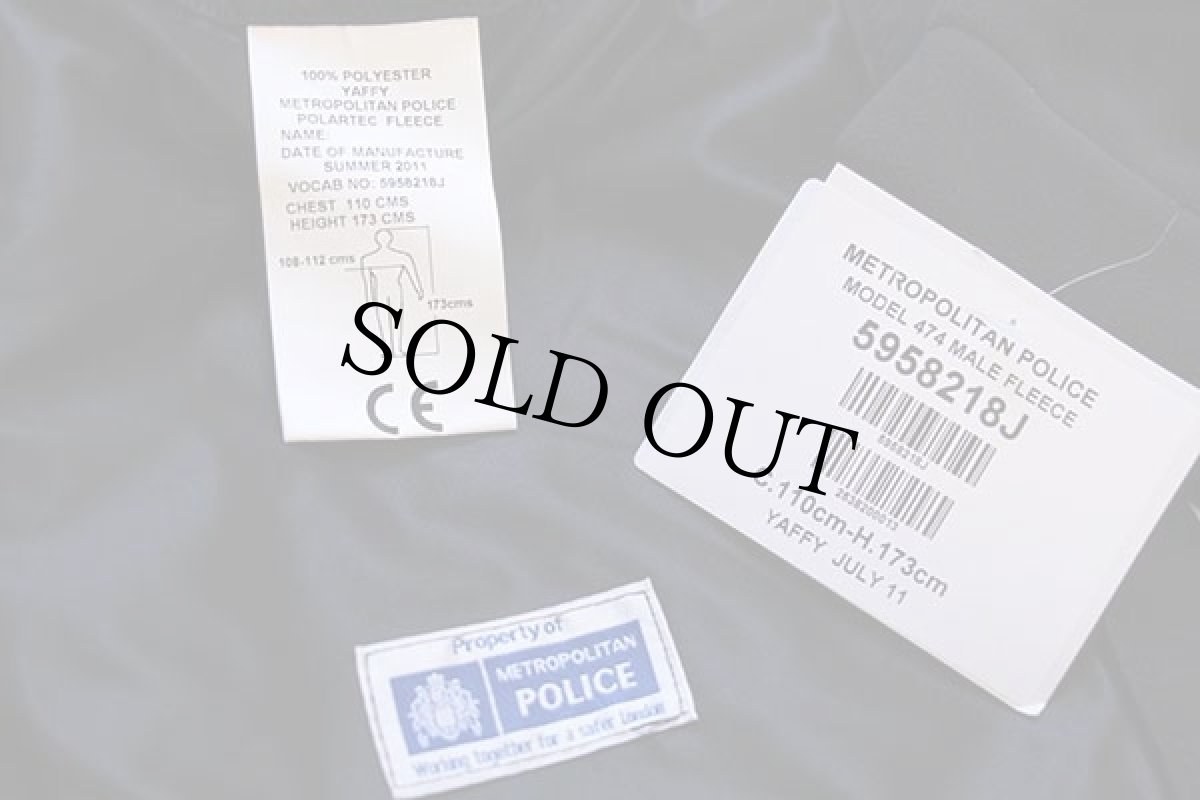 100% POLYESTER
YAFFY
METROPOLITAN POLICE
POLARTEC FLEECE
NAME:
DATE OF MANUFACTURE
SUMMER 2011
VOCAB NO: 5958218J
CHEST 110 CMS
HEIGHT 173 CMS
108-112 cms
173cms
CE
SOLD OUT
METROPOLITAN POLICE
MODEL 474 MALE FLEECE
5958218J
5958218J
2638200013
C.110cm-H.173cm
YAFFY JULY 11
Property of
METROPOLITAN
POLICE
Working together for a safer London